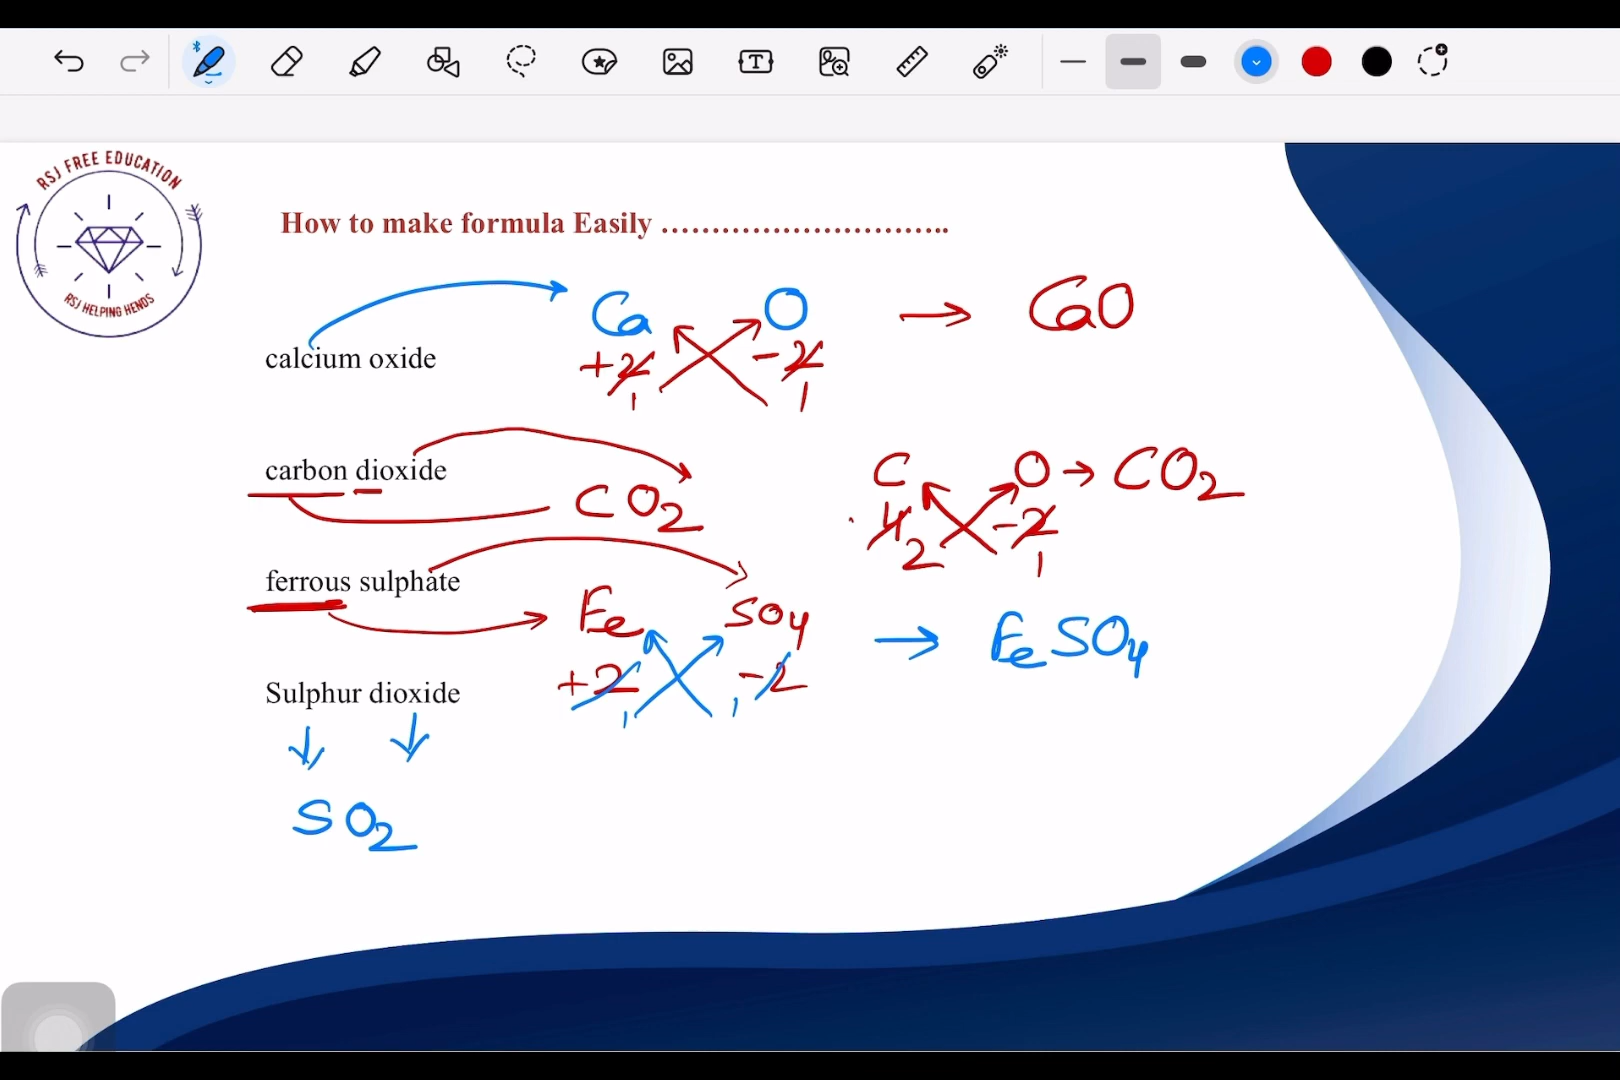 RSJ FREE EDUCATION
RSJ HELPING HENDS
How to make formula Easily ................................
Ca O → CaO
+2 -2
1 1
calcium oxide
carbon dioxide
CO2
C O → CO2
4 -2
2 1
ferrous sulphate
Fe SO4 → FeSO4
+2 -2
1 1
Sulphur dioxide
SO2